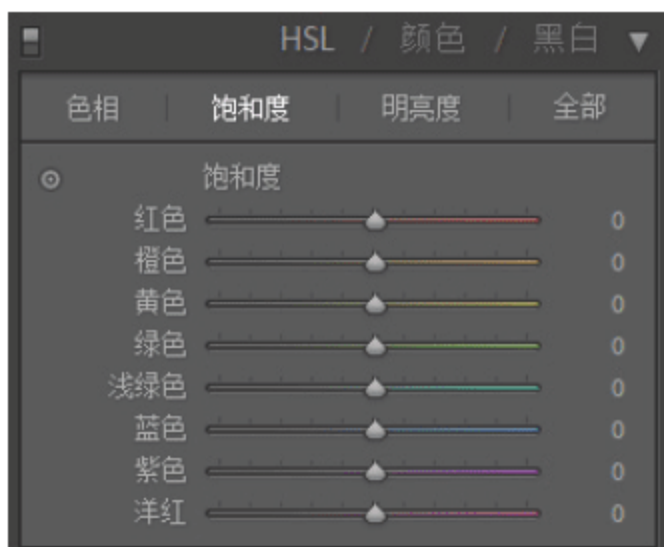 HSL / 颜色 / 黑白
色相 | 饱和度 | 明亮度 | 全部
饱和度
红色 0
橙色 0
黄色 0
绿色 0
浅绿色 0
蓝色 0
紫色 0
洋红 0